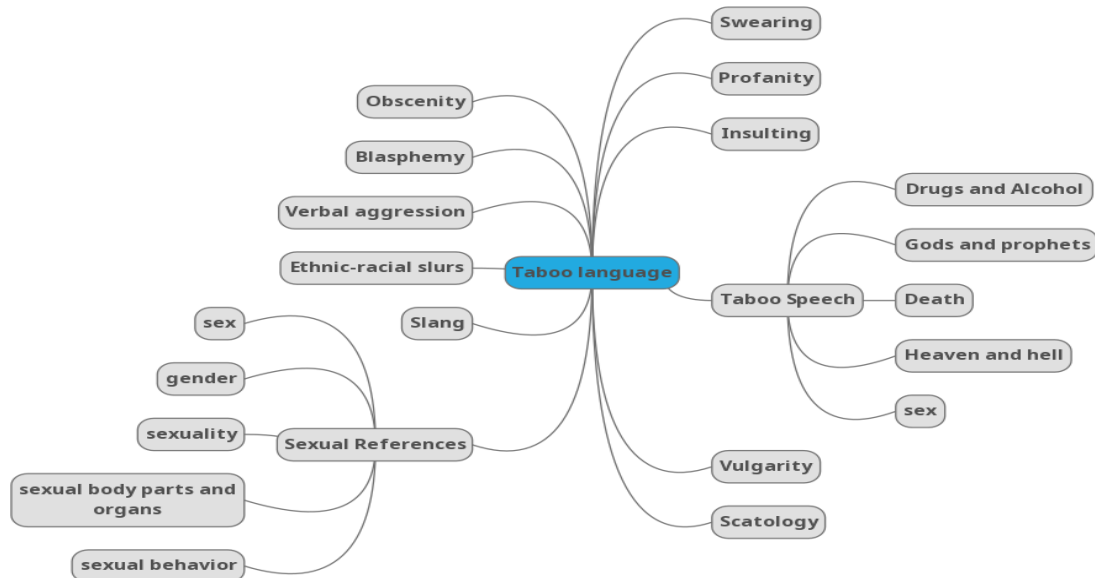 Swearing
Profanity
Insulting
Obscenity
Blasphemy
Verbal aggression
Ethnic-racial slurs
Slang
Taboo language
Taboo Speech
Drugs and Alcohol
Gods and prophets
Death
Heaven and hell
sex
Sexual References
sex
gender
sexuality
sexual body parts and
organs
sexual behavior
Vulgarity
Scatology